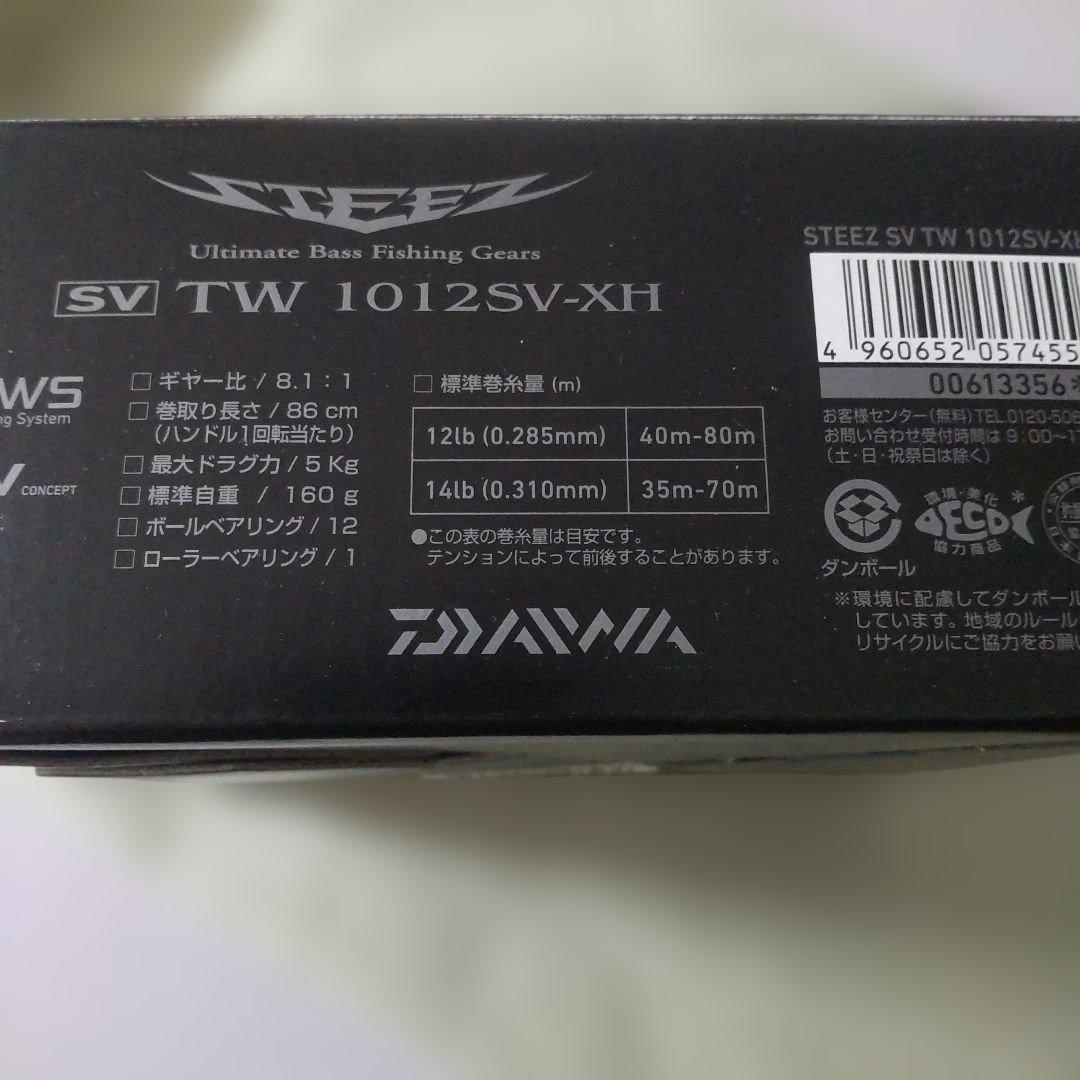 STEEZ
Ultimate Bass Fishing Gears
SV TW 1012SV-XH
WS
ng System
V CONCEPT
□ ギヤー比 / 8.1：1
□ 巻取り長さ / 86 cm
(ハンドル1回転当たり)
□ 最大ドラグ力 / 5 Kg
□ 標準自重 / 160 g
□ ボールベアリング / 12
□ ローラーベアリング / 1
□ 標準巻糸量 (m)
12lb (0.285mm) 40m-80m
14lb (0.310mm) 35m-70m
●この表の巻糸量は目安です。
テンションによって前後することがあります。
DAIWA
STEEZ SV TW 1012SV-XH
4 960652 057455
00613356*
お客様センター(無料)TEL.0120-506
お問い合わせ受付時間は 9：00~1
(土・日・祝祭日は除く)
環境・美化
DECO
*
協力商品
ダンボール
※環境に配慮してダンボール
しています。地域のルール
リサイクルにご協力をお願い